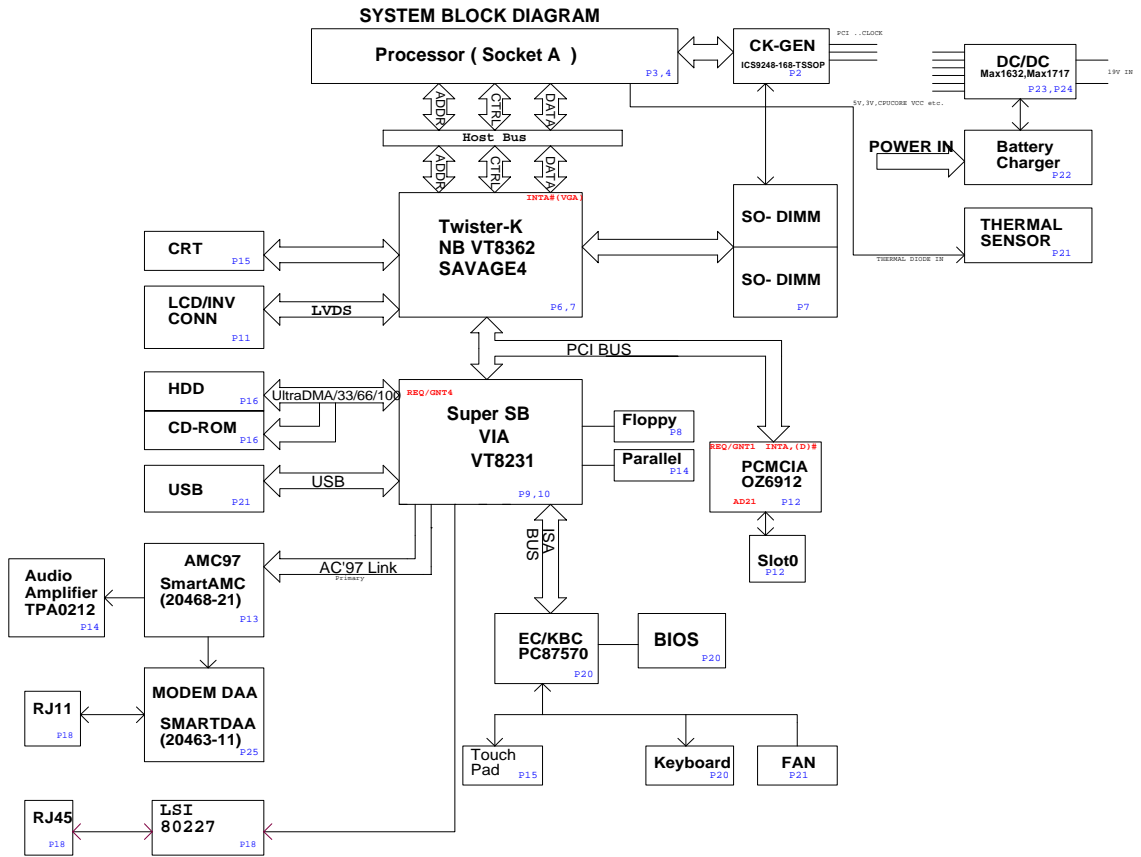 SYSTEM BLOCK DIAGRAM
Processor ( Socket A )
P3,4
CK-GEN
ICS9248-168-TSSOP
P2
PCI ..CLOCK
DC/DC
Max1632,Max1717
P23,P24
19V IN
5V,3V,CPUCORE VCC etc.
ADDR
CTRL
DATA
Host Bus
ADDR
CTRL
DATA
POWER IN
Battery
Charger
P22
INTA#(VGA)
Twister-K
NB VT8362
SAVAGE4
P6,7
SO- DIMM
SO- DIMM
P7
THERMAL
SENSOR
P21
THERMAL DIODE IN
CRT
P15
LCD/INV
CONN
P11
LVDS
PCI BUS
HDD
P16
UltraDMA/33/66/100
CD-ROM
P16
USB
P21
USB
REQ/GNT4
Super SB
VIA
VT8231
P9,10
Floppy
P8
Parallel
P14
REQ/GNT1 INTA,(D)#
PCMCIA
OZ6912
AD21
P12
Slot0
P12
ISA
BUS
AC'97 Link
Primary
Audio
Amplifier
TPA0212
P14
AMC97
SmartAMC
(20468-21)
P13
EC/KBC
PC87570
P20
BIOS
P20
RJ11
P18
MODEM DAA
SMARTDAA
(20463-11)
P25
Touch
Pad
P15
Keyboard
P20
FAN
P21
RJ45
P18
LSI
80227
P18